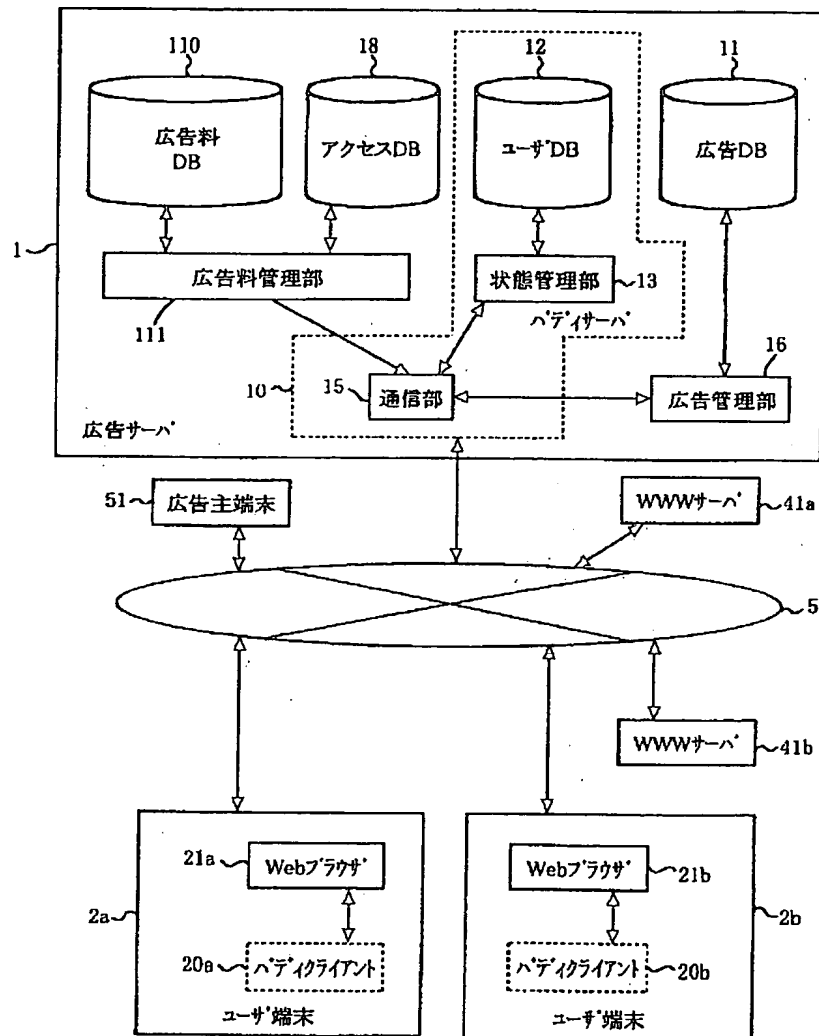 110
18
12
11
広告料
DB
アクセスDB
ユーザDB
広告DB
1
広告料管理部
状態管理部
13
111
バディサーバ
16
10
15
通信部
広告管理部
広告サーバ
51
広告主端末
WWWサーバ
41a
5
WWWサーバ
41b
21a
Webブラウザ
Webブラウザ
21b
2a
2b
20a
バディクライアント
バディクライアント
20b
ユーザ端末
ユーザ端末